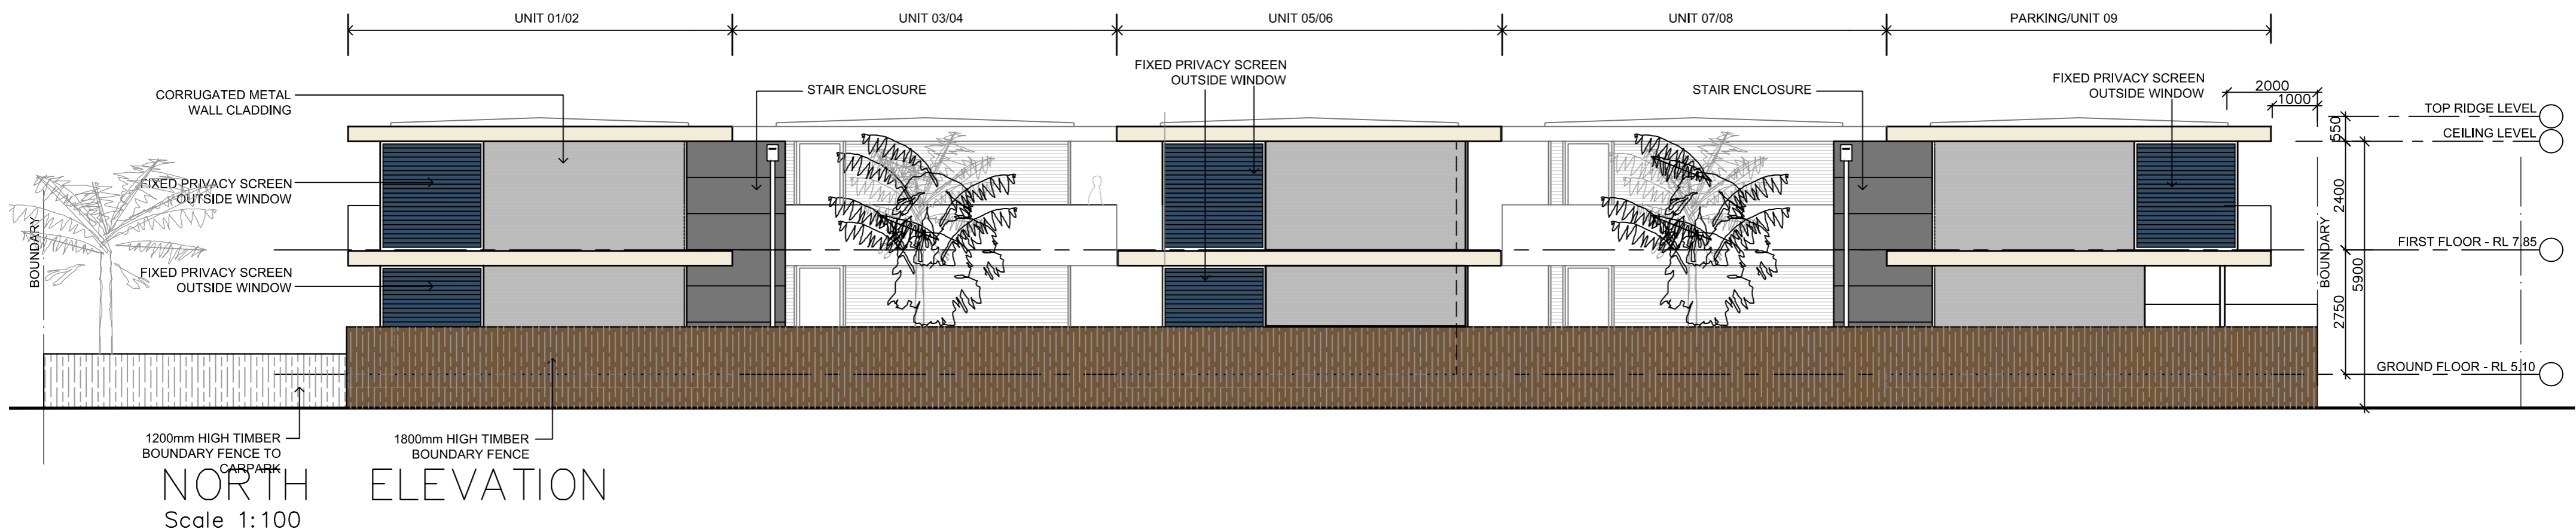 UNIT 01/02
UNIT 03/04
UNIT 05/06
UNIT 07/08
PARKING/UNIT 09
CORRUGATED METAL
WALL CLADDING
STAIR ENCLOSURE
FIXED PRIVACY SCREEN
OUTSIDE WINDOW
STAIR ENCLOSURE
FIXED PRIVACY SCREEN
OUTSIDE WINDOW
2000
1000
TOP RIDGE LEVEL
550
CEILING LEVEL
FIXED PRIVACY SCREEN
OUTSIDE WINDOW
2400
BOUNDARY
BOUNDARY
FIRST FLOOR - RL 7.85
FIXED PRIVACY SCREEN
OUTSIDE WINDOW
5900
2750
GROUND FLOOR - RL 5.10
1200mm HIGH TIMBER
BOUNDARY FENCE TO
CARPARK
1800mm HIGH TIMBER
BOUNDARY FENCE
NORTH ELEVATION
Scale 1:100